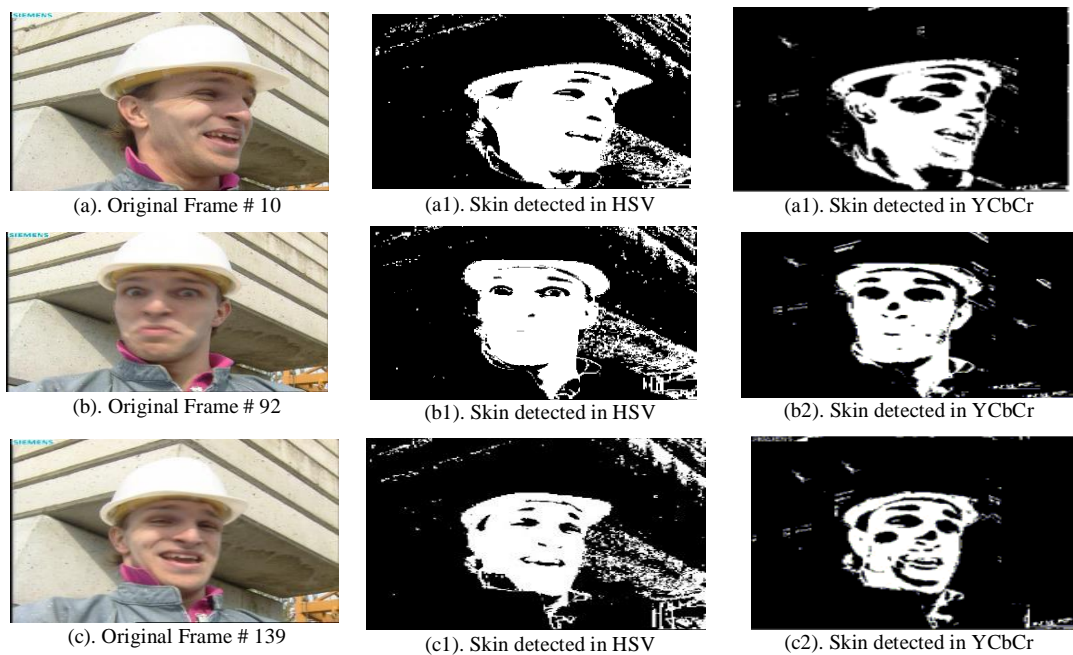 SIEMENS
(a). Original Frame # 10
(a1). Skin detected in HSV
(a1). Skin detected in YCbCr
(b). Original Frame # 92
(b1). Skin detected in HSV
(b2). Skin detected in YCbCr
SIEMENS
(c). Original Frame # 139
(c1). Skin detected in HSV
(c2). Skin detected in YCbCr